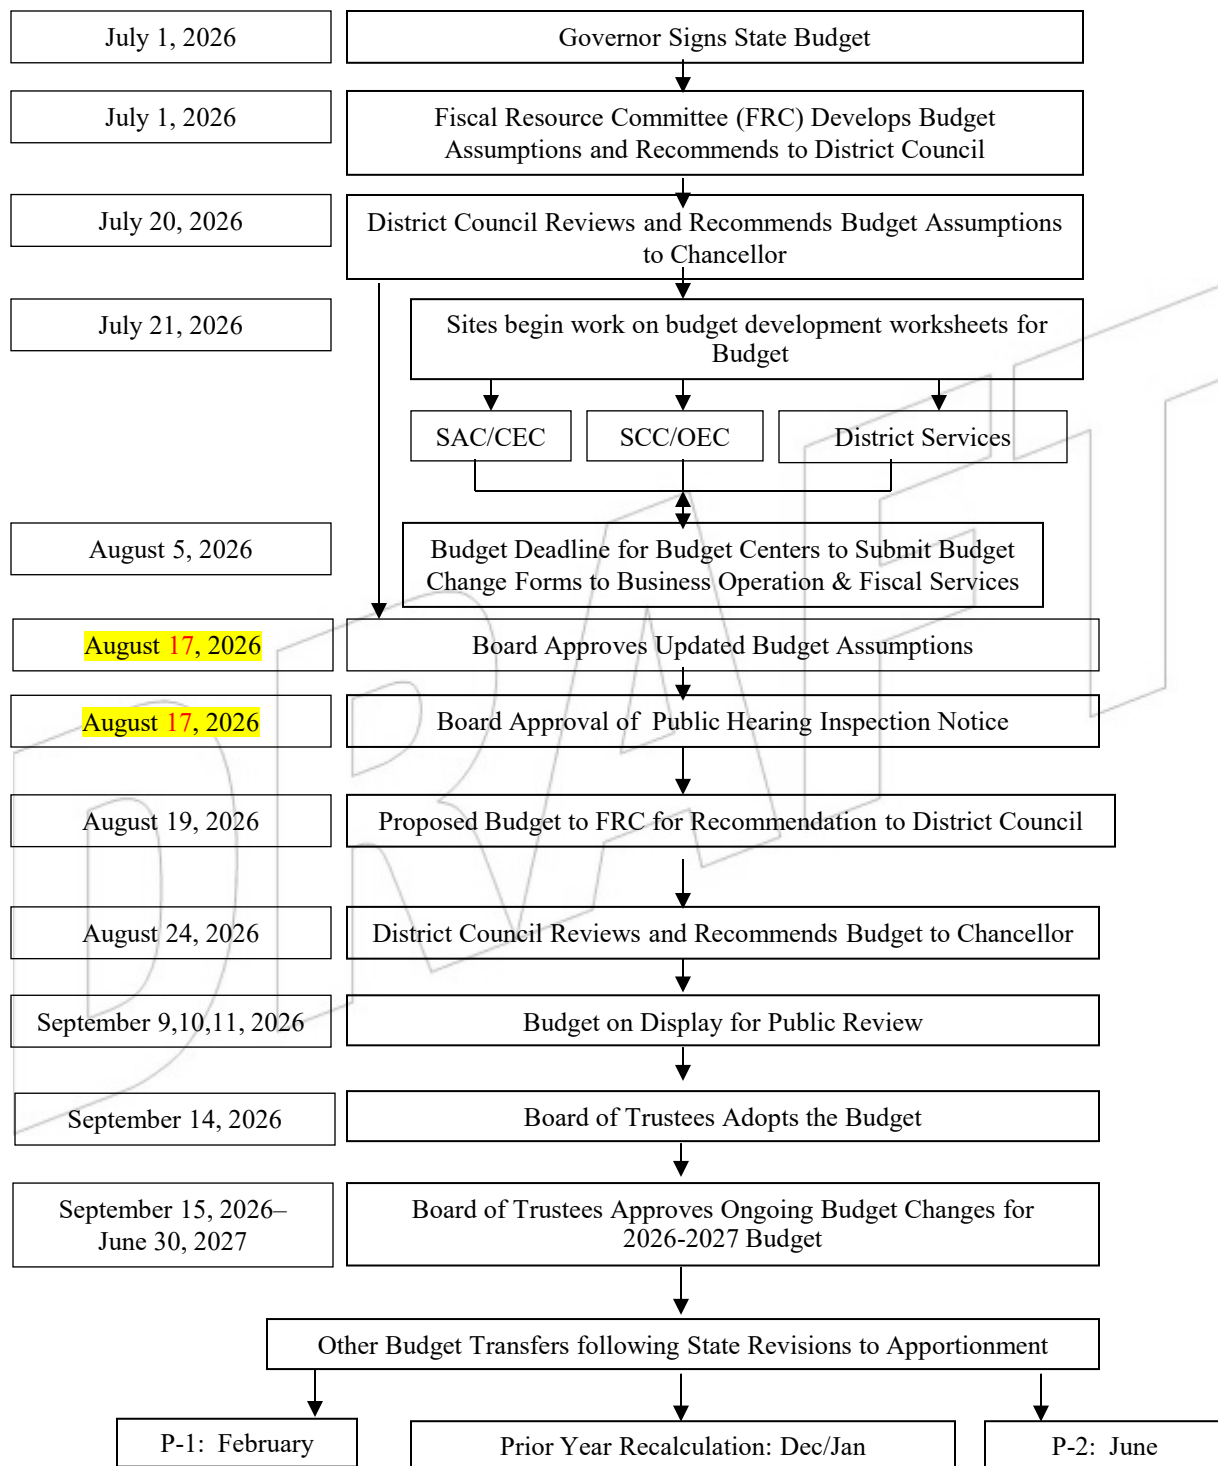 July 1, 2026
Governor Signs State Budget
July 1, 2026
Fiscal Resource Committee (FRC) Develops Budget
Assumptions and Recommends to District Council
July 20, 2026
District Council Reviews and Recommends Budget Assumptions
to Chancellor
July 21, 2026
Sites begin work on budget development worksheets for
Budget
SAC/CEC
SCC/OEC
District Services
August 5, 2026
Budget Deadline for Budget Centers to Submit Budget
Change Forms to Business Operation & Fiscal Services
August 17, 2026
Board Approves Updated Budget Assumptions
August 17, 2026
Board Approval of Public Hearing Inspection Notice
August 19, 2026
Proposed Budget to FRC for Recommendation to District Council
August 24, 2026
District Council Reviews and Recommends Budget to Chancellor
September 9,10,11, 2026
Budget on Display for Public Review
September 14, 2026
Board of Trustees Adopts the Budget
September 15, 2026–
June 30, 2027
Board of Trustees Approves Ongoing Budget Changes for
2026-2027 Budget
Other Budget Transfers following State Revisions to Apportionment
P-1: February
Prior Year Recalculation: Dec/Jan
P-2: June
DRAFT